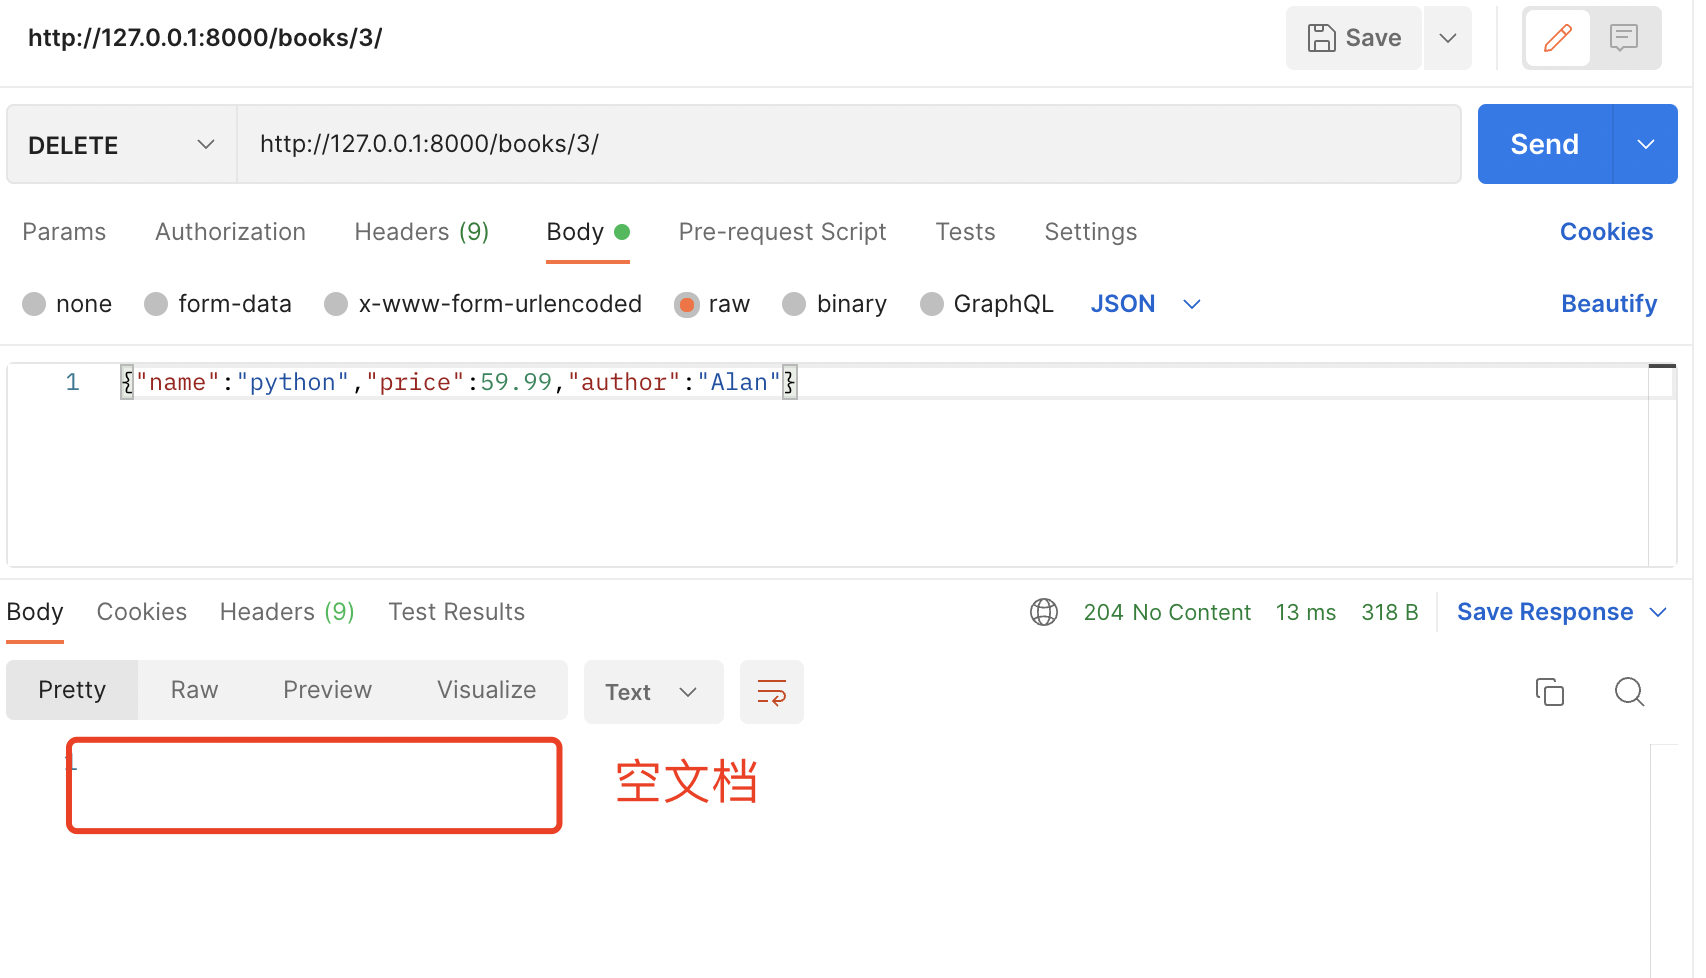 http://127.0.0.1:8000/books/3/
Save
DELETE
http://127.0.0.1:8000/books/3/
Send
Params Authorization Headers (9) Body Pre-request Script Tests Settings Cookies
none form-data x-www-form-urlencoded raw binary GraphQL JSON Beautify
1 {"name":"python","price":59.99,"author":"Alan"}
Body Cookies Headers (9) Test Results 204 No Content 13 ms 318 B Save Response
Pretty Raw Preview Visualize Text
1
空文档